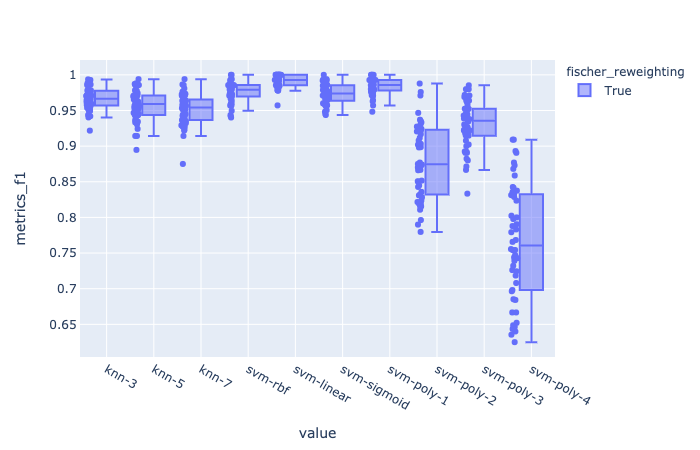 fischer_reweighting
True
metrics_f1
1
0.95
0.9
0.85
0.8
0.75
0.7
0.65
knn-3
knn-5
knn-7
svm-rbf
svm-linear
svm-sigmoid
svm-poly-1
svm-poly-2
svm-poly-3
svm-poly-4
value